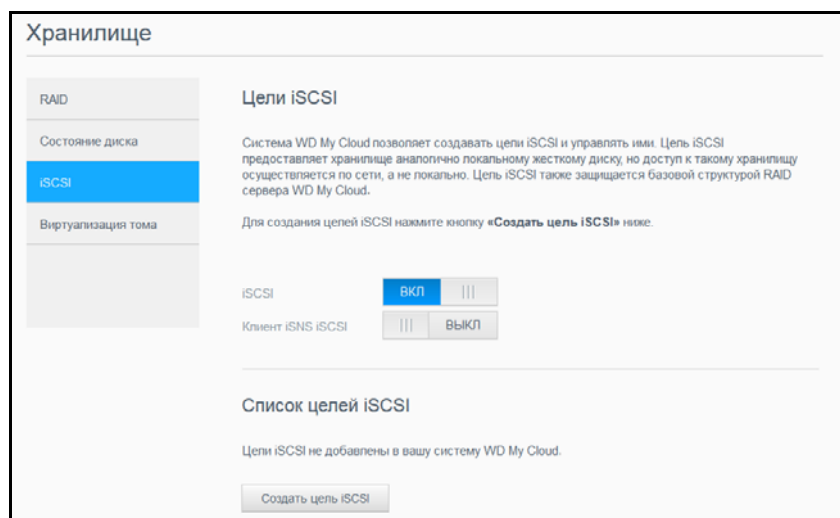 Хранилище
RAID
Состояние диска
iSCSI
Виртуализация тома
Цели iSCSI
Система WD My Cloud позволяет создавать цели iSCSI и управлять ими. Цель iSCSI
предоставляет хранилище аналогично локальному жесткому диску, но доступ к такому хранилищу
осуществляется по сети, а не локально. Цель iSCSI также защищается базовой структурой RAID
сервера WD My Cloud.
Для создания целей iSCSI нажмите кнопку «Создать цель iSCSI» ниже.
iSCSI ВКЛ
Клиент iSNS iSCSI ВЫКЛ
Список целей iSCSI
Цели iSCSI не добавлены в вашу систему WD My Cloud.
Создать цель iSCSI